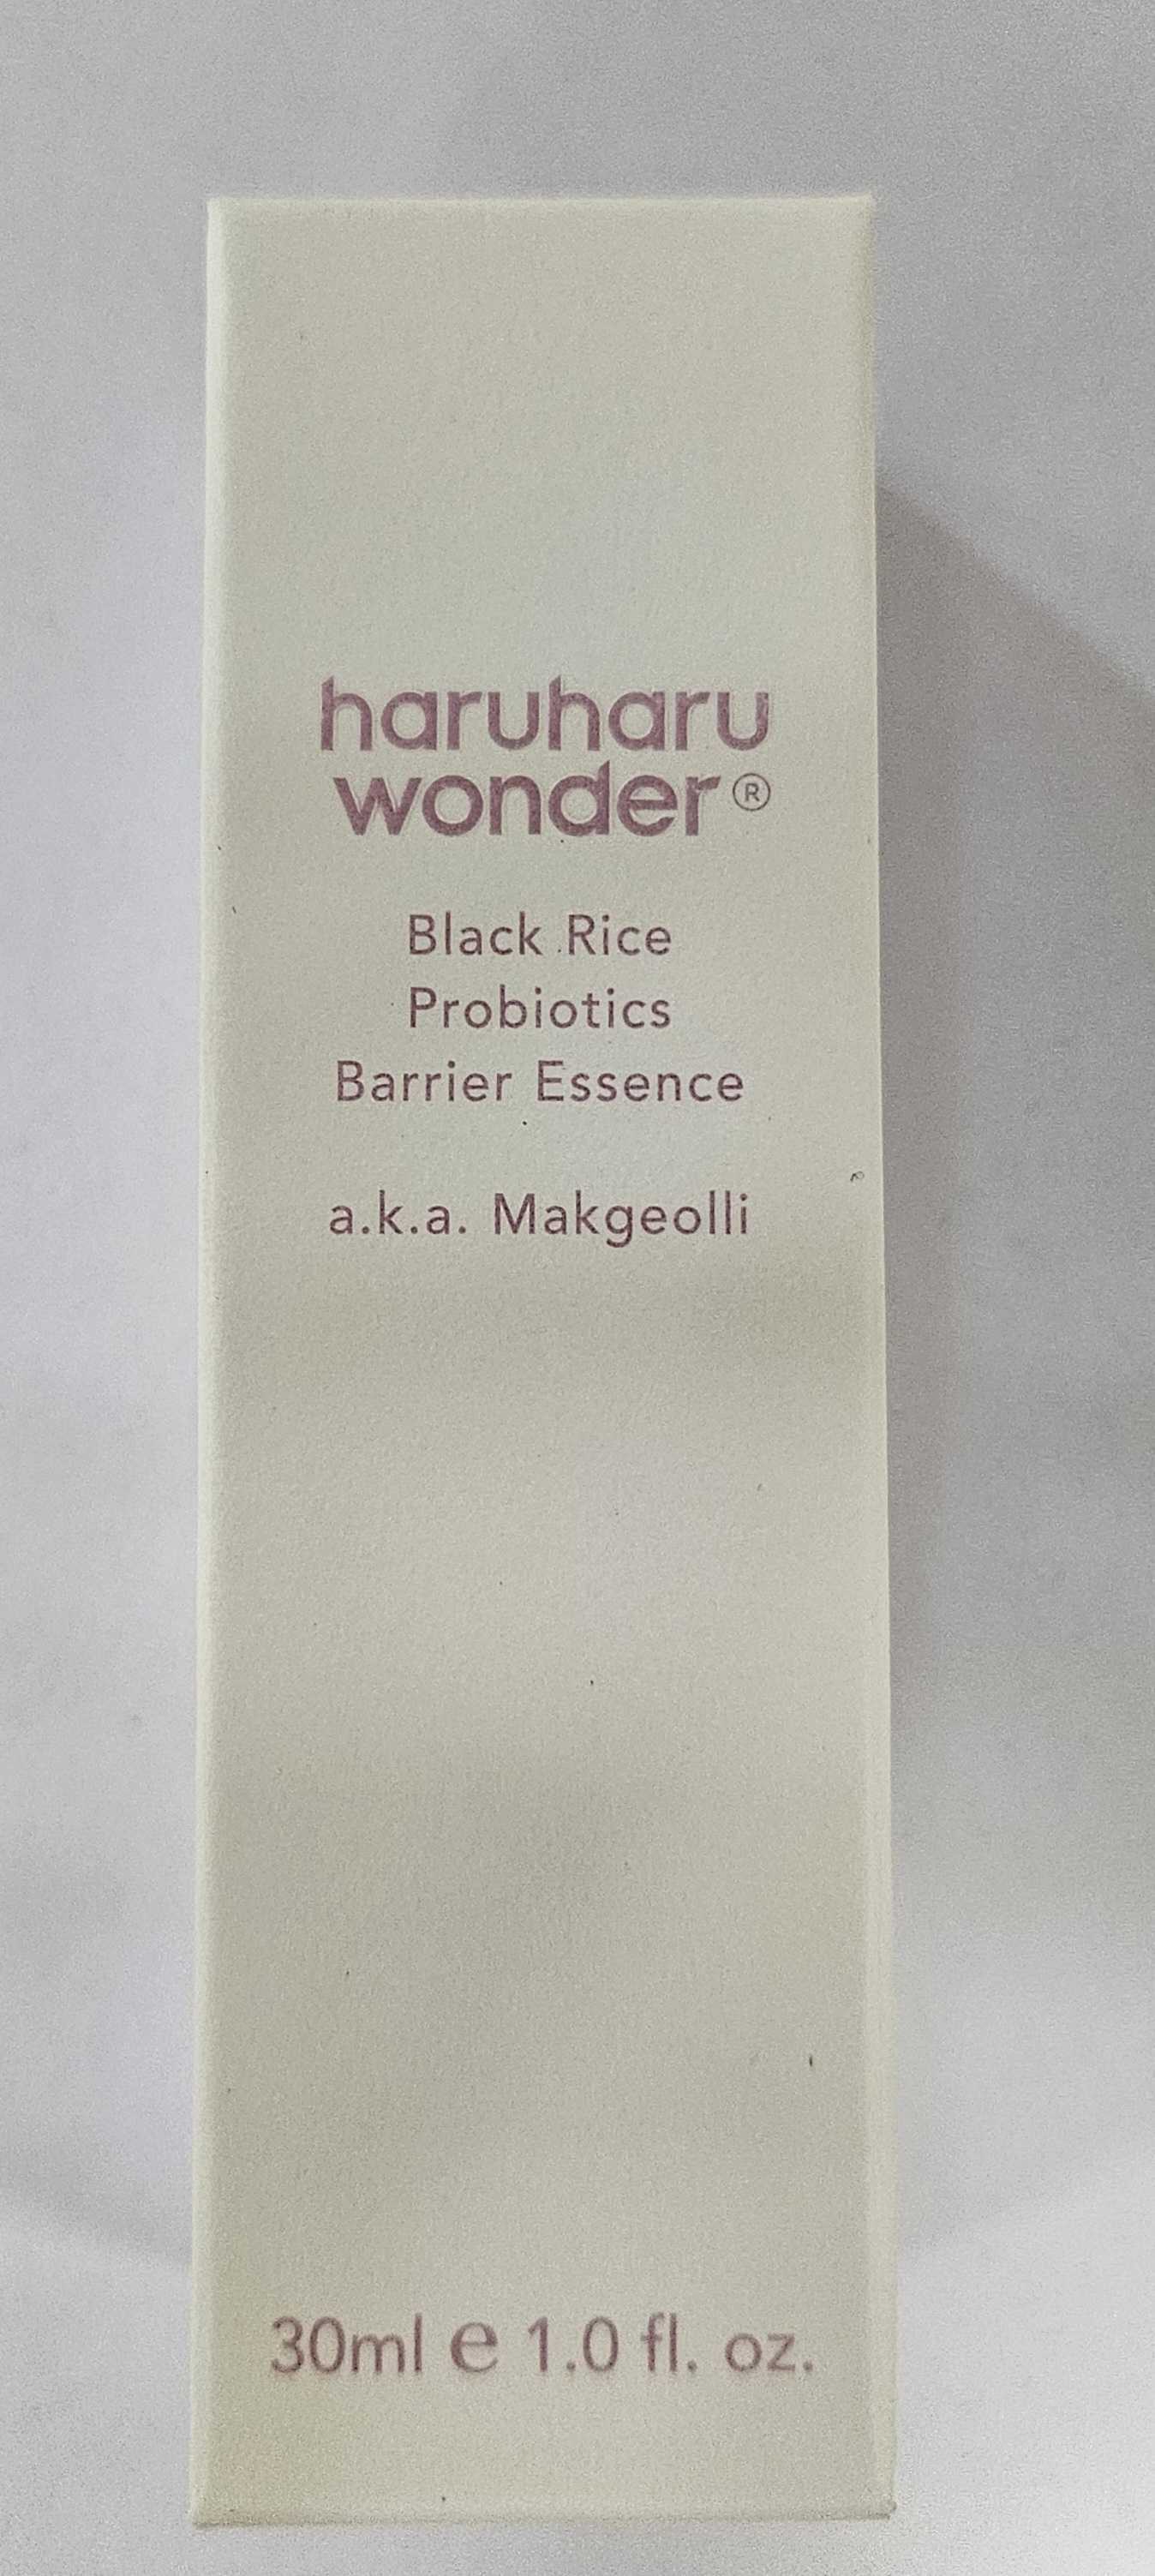 haruharu
wonder®
Black Rice
Probiotics
Barrier Essence
a.k.a. Makgeolli
30ml e 1.0 fl. oz.